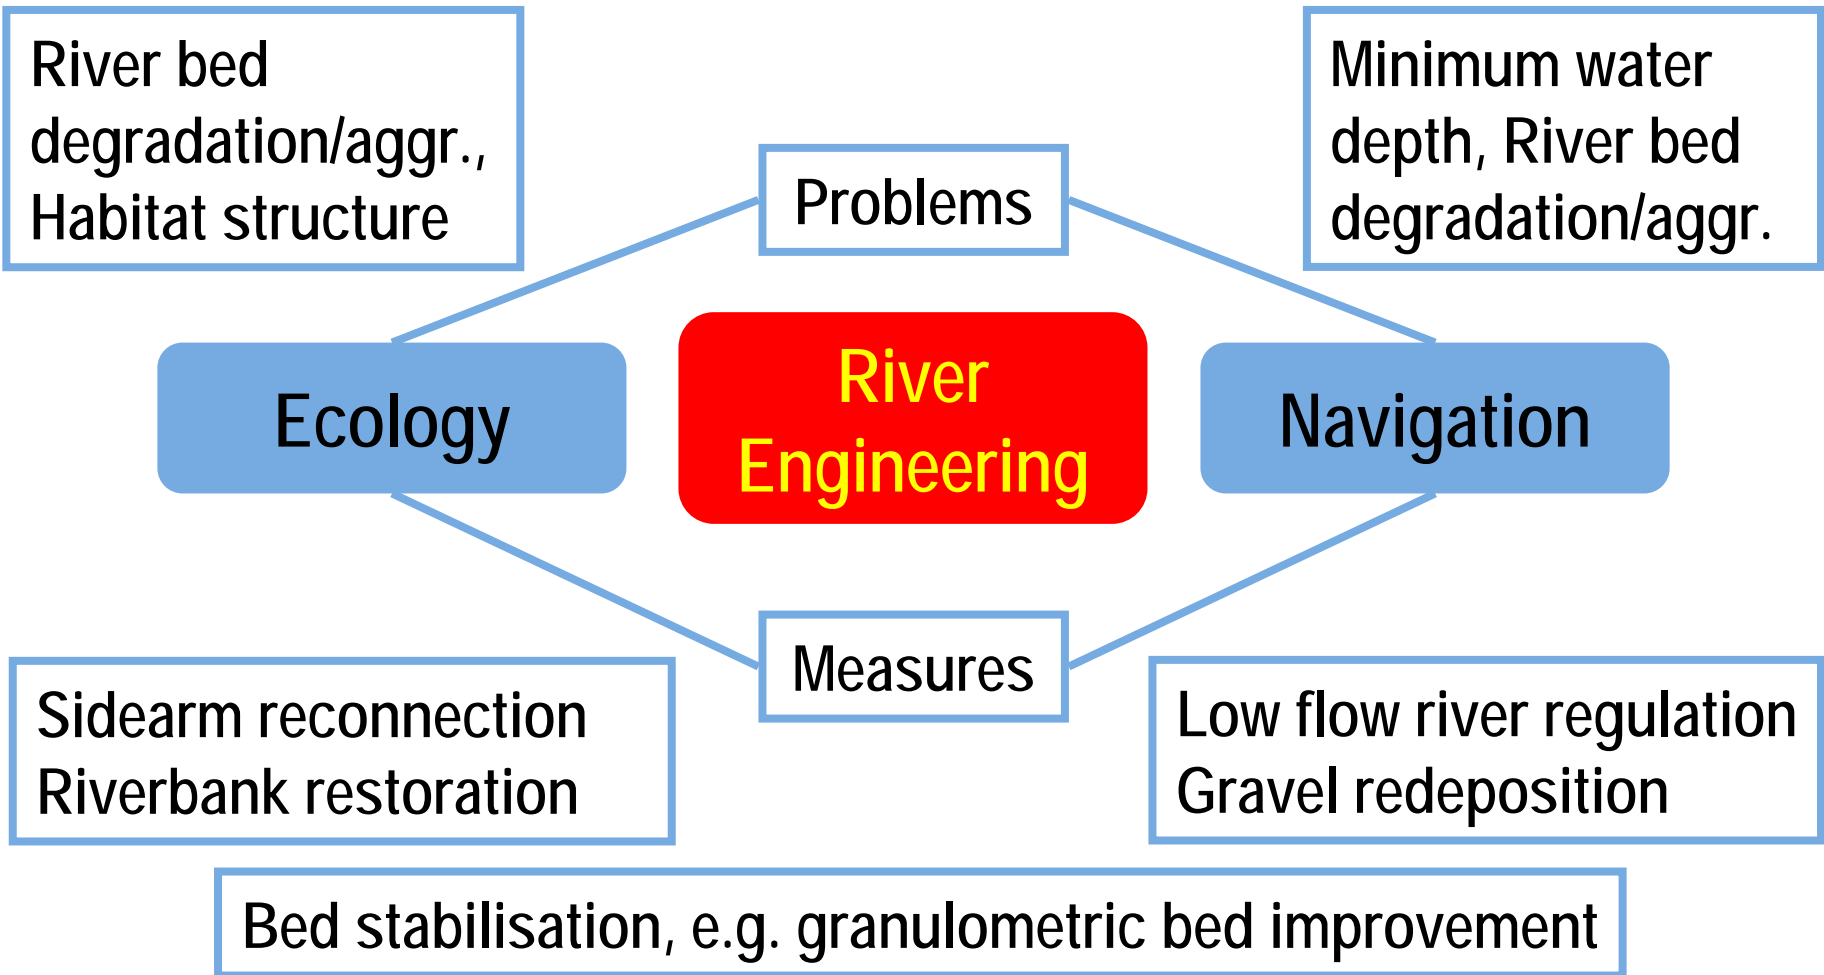 River bed
degradation/aggr.,
Habitat structure
Problems
Minimum water
depth, River bed
degradation/aggr.
Ecology
River
Engineering
Navigation
Measures
Sidearm reconnection
Riverbank restoration
Low flow river regulation
Gravel redeposition
Bed stabilisation, e.g. granulometric bed improvement